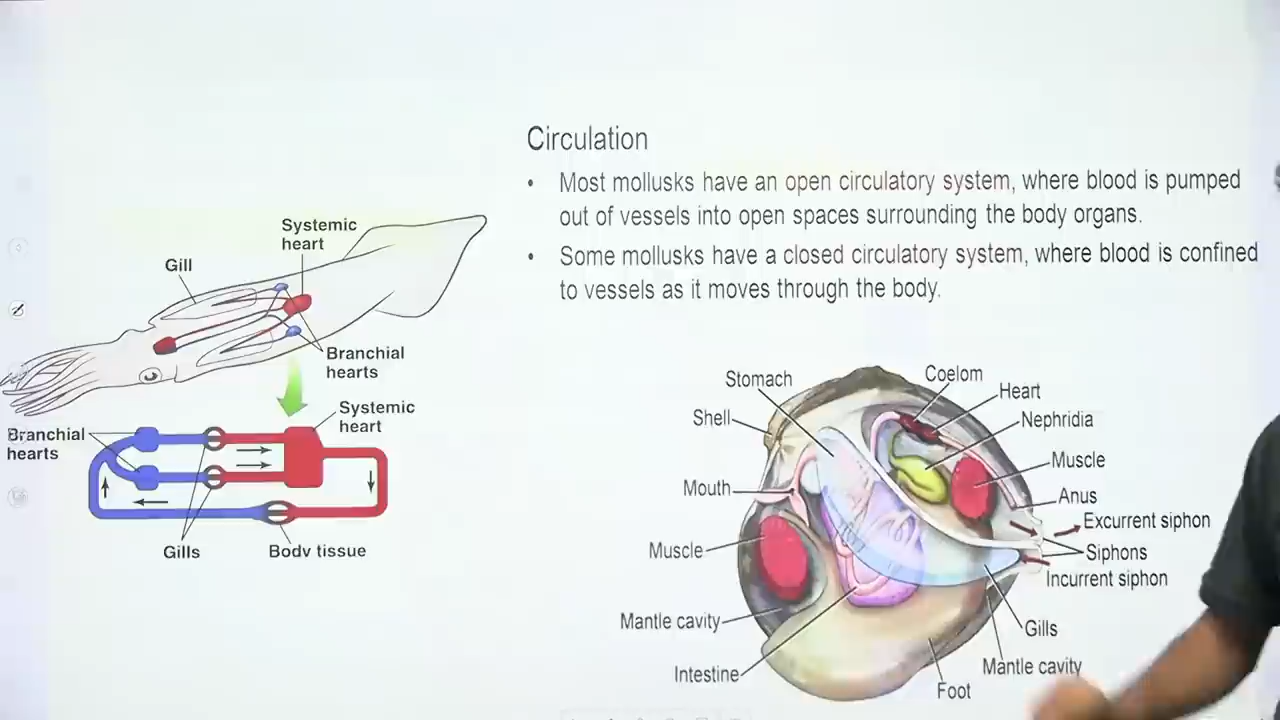 Circulation
• Most mollusks have an open circulatory system, where blood is pumped
out of vessels into open spaces surrounding the body organs.
• Some mollusks have a closed circulatory system, where blood is confined
to vessels as it moves through the body.
Systemic
heart
Gill
Branchial
hearts
Systemic
heart
Branchial
hearts
Gills
Body tissue
Stomach
Coelom
Heart
Shell
Nephridia
Muscle
Mouth
Anus
Excurrent siphon
Muscle
Siphons
Incurrent siphon
Mantle cavity
Gills
Intestine
Mantle cavity
Foot